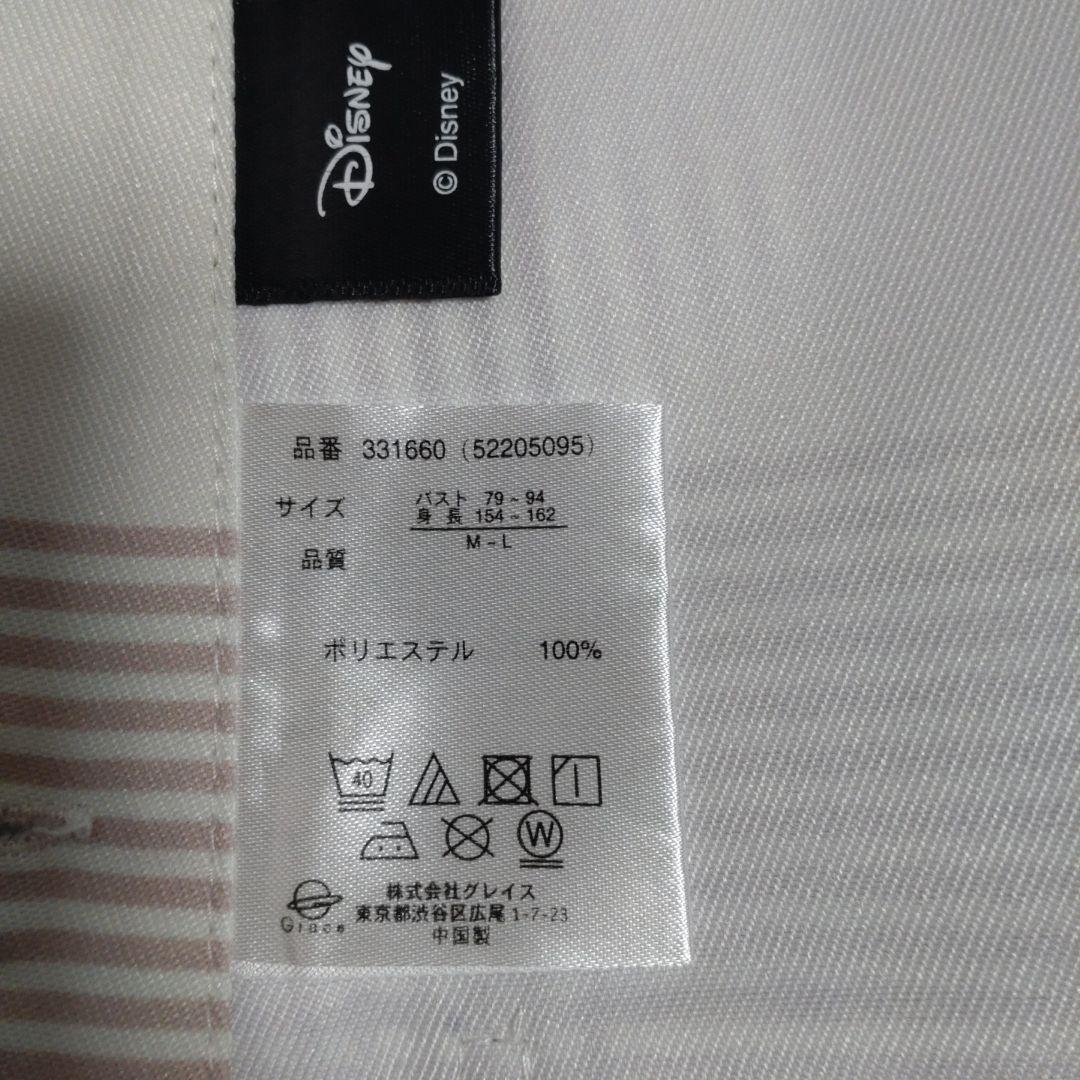 Disney
© Disney
品番 331660 (52205095)
サイズ バスト 79~94
身長 154~162
M~L
品質
ポリエステル 100%
40
W
Grace
株式会社グレイス
東京都渋谷区広尾1-7-23
中国製